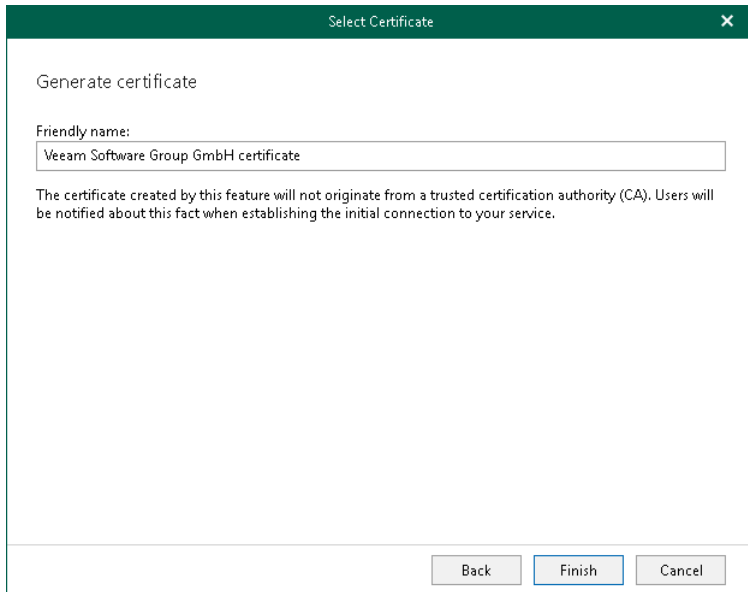 Select Certificate
Generate certificate
Friendly name:
Veeam Software Group GmbH certificate
The certificate created by this feature will not originate from a trusted certification authority (CA). Users will
be notified about this fact when establishing the initial connection to your service.
Back Finish Cancel